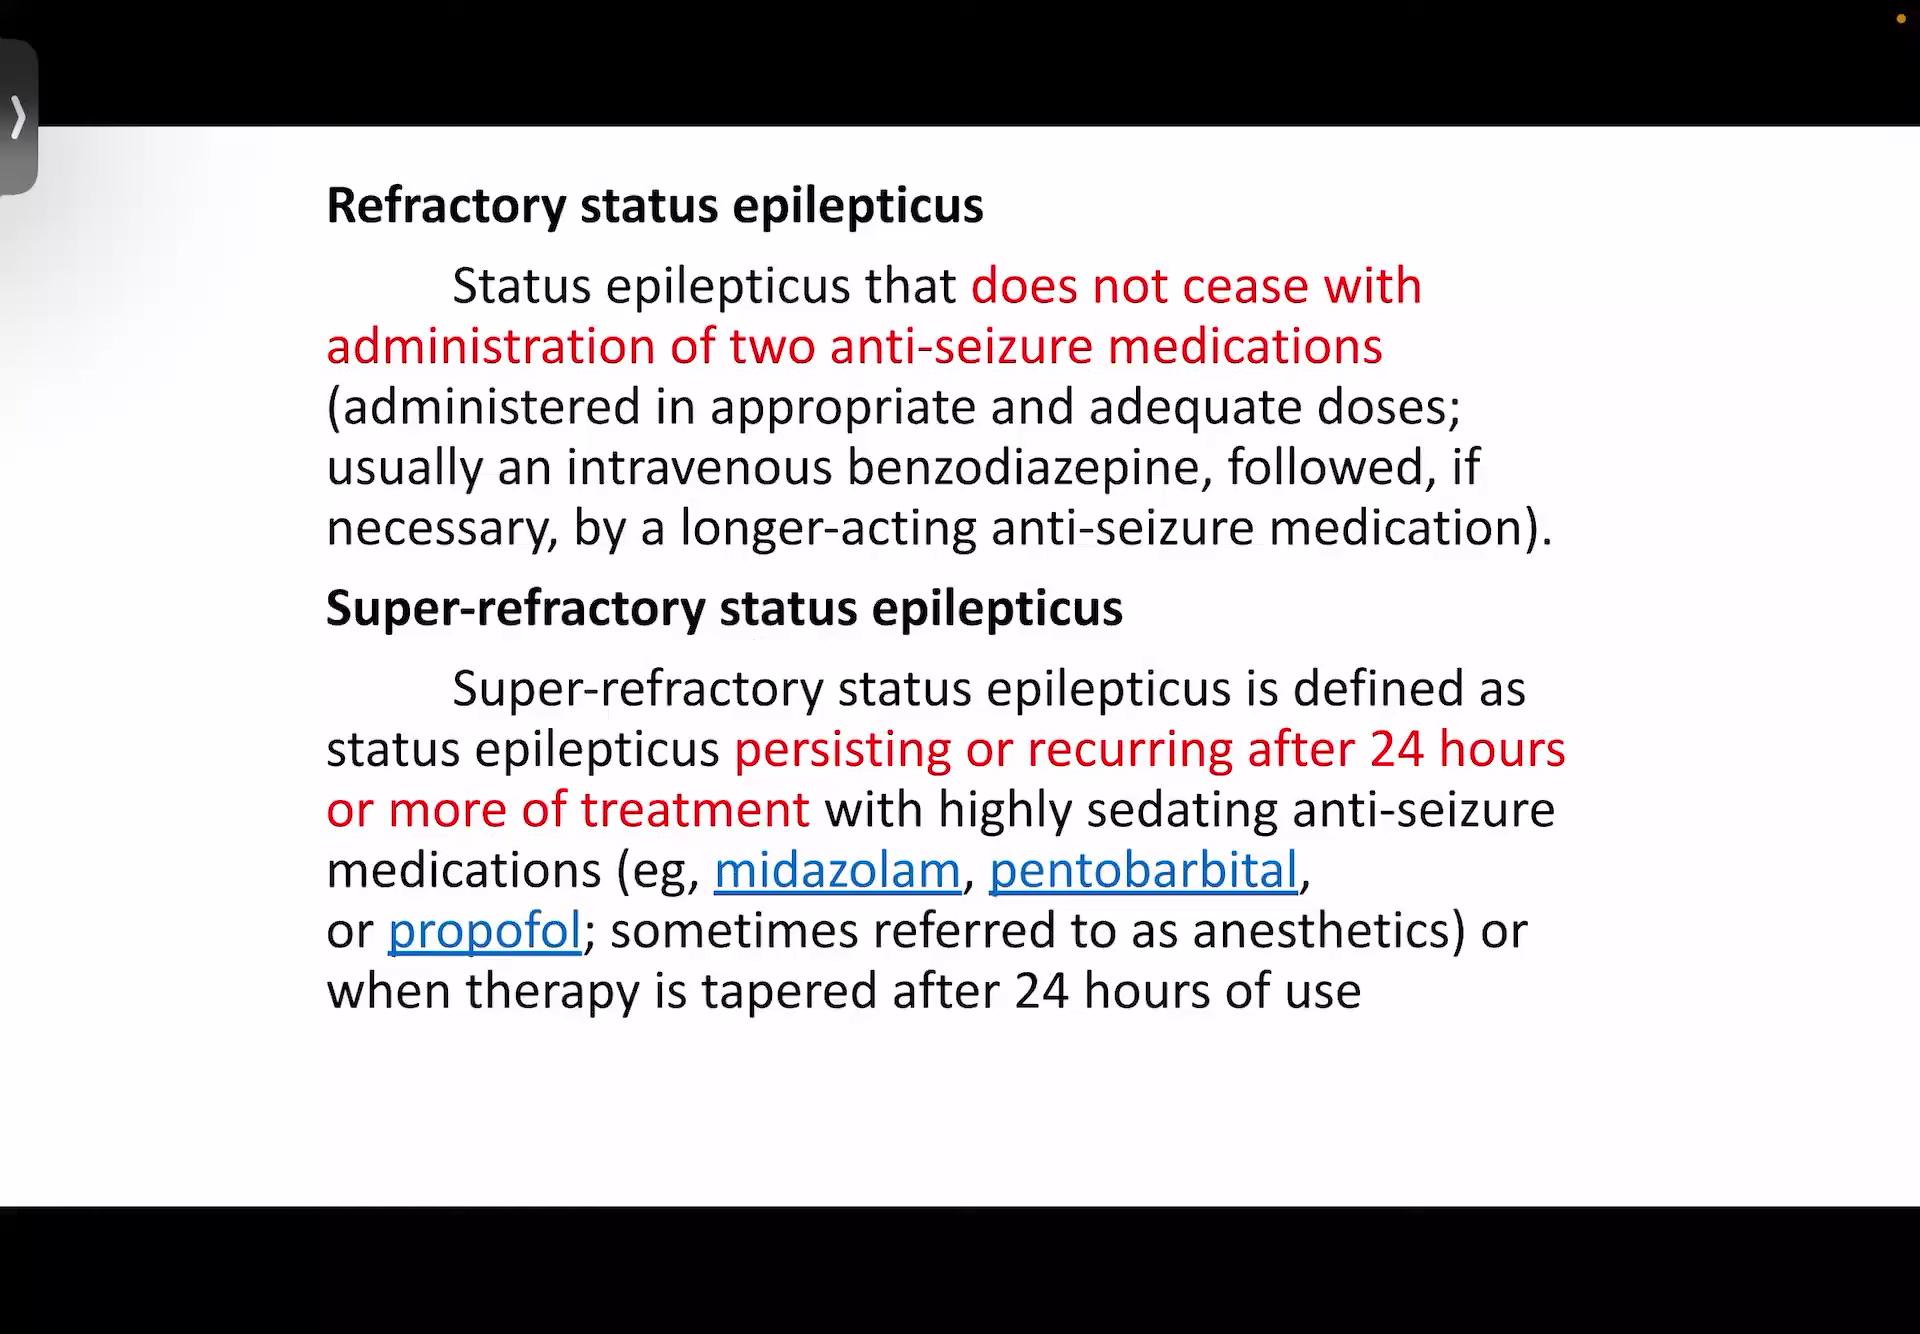 Refractory status epilepticus
Status epilepticus that does not cease with
administration of two anti-seizure medications
(administered in appropriate and adequate doses;
usually an intravenous benzodiazepine, followed, if
necessary, by a longer-acting anti-seizure medication).
Super-refractory status epilepticus
Super-refractory status epilepticus is defined as
status epilepticus persisting or recurring after 24 hours
or more of treatment with highly sedating anti-seizure
medications (eg, midazolam, pentobarbital,
or propofol; sometimes referred to as anesthetics) or
when therapy is tapered after 24 hours of use